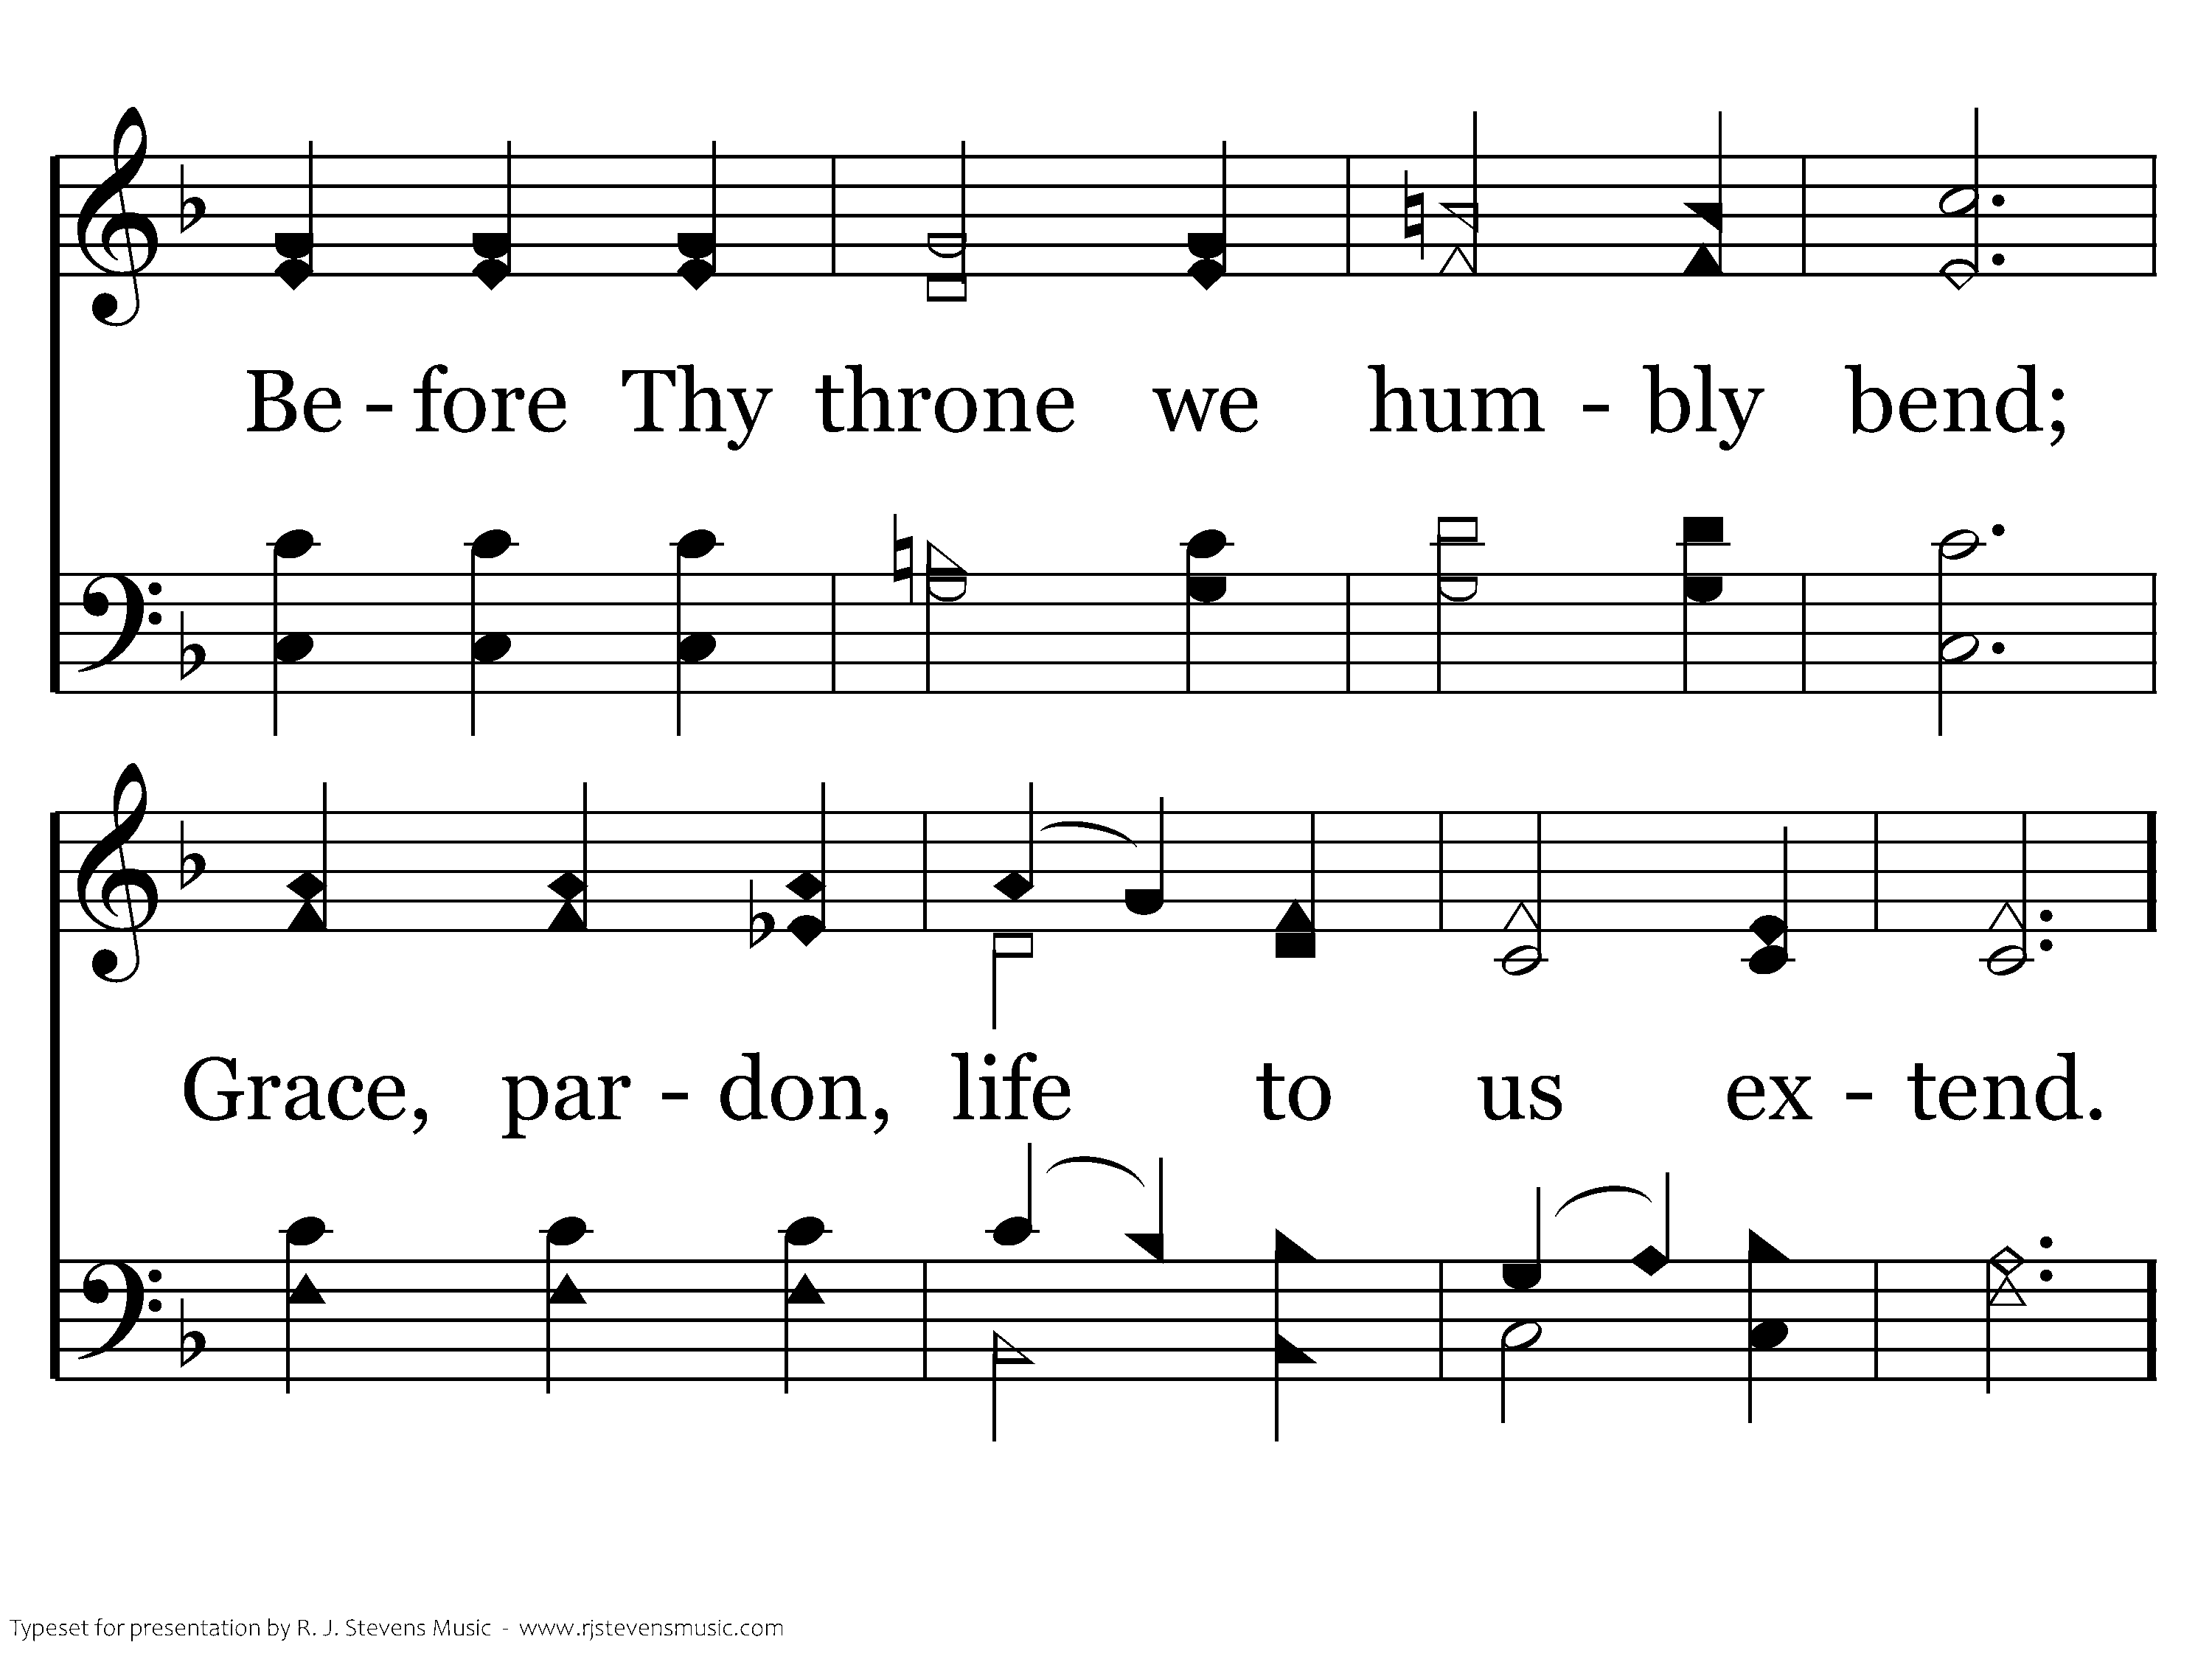 Be - fore Thy throne we hum - bly bend;
Grace, par - don, life to us ex - tend.
Typeset for presentation by R. J. Stevens Music - www.rjstevensmusic.com